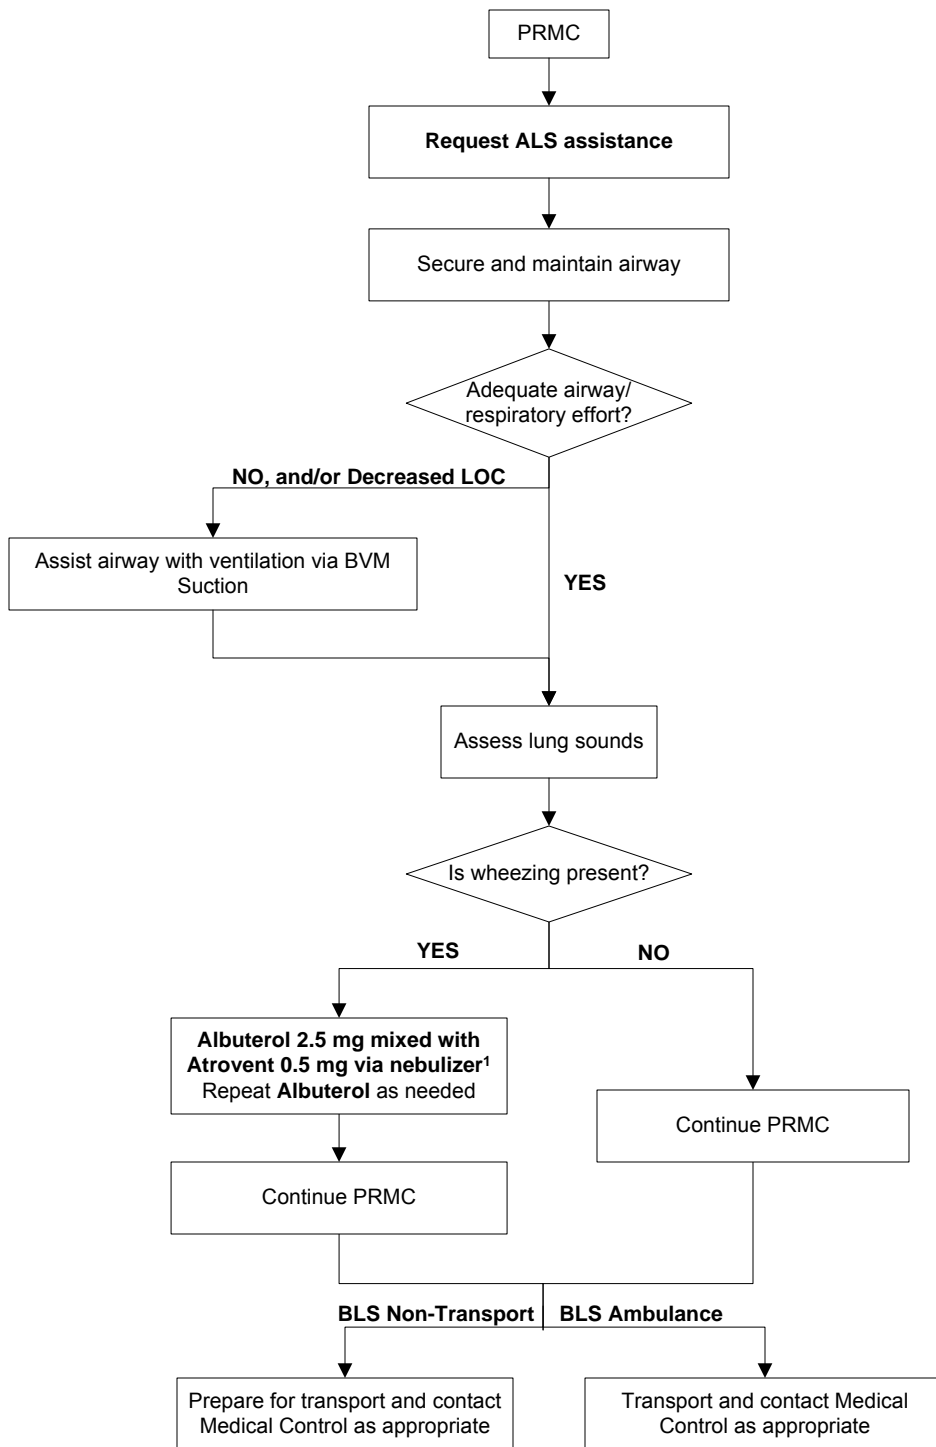 PRMC
Request ALS assistance
Secure and maintain airway
Adequate airway/
respiratory effort?
NO, and/or Decreased LOC
Assist airway with ventilation via BVM
Suction
YES
Assess lung sounds
Is wheezing present?
YES
NO
Albuterol 2.5 mg mixed with
Atrovent 0.5 mg via nebulizer¹
Repeat Albuterol as needed
Continue PRMC
Continue PRMC
BLS Non-Transport
BLS Ambulance
Prepare for transport and contact
Medical Control as appropriate
Transport and contact Medical
Control as appropriate